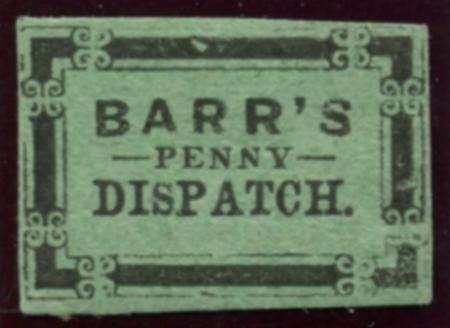 BARR'S
—PENNY—
DISPATCH.